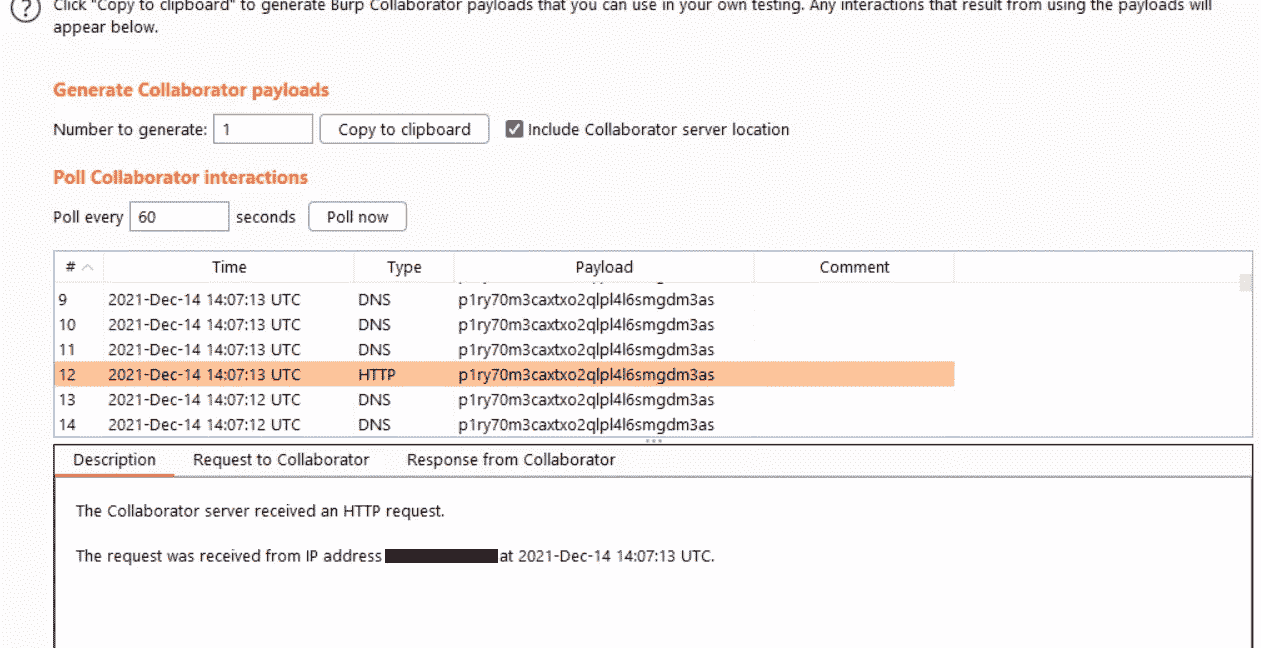 ?
Click "Copy to clipboard" to generate Burp Collaborator payloads that you can use in your own testing. Any interactions that result from using the payloads will
appear below.
Generate Collaborator payloads
Number to generate: 1 Copy to clipboard Include Collaborator server location
Poll Collaborator interactions
Poll every 60 seconds Poll now
# Time Type Payload Comment
9 2021-Dec-14 14:07:13 UTC DNS p1ry70m3caxtxo2qlpl4l6smgdm3as
10 2021-Dec-14 14:07:13 UTC DNS p1ry70m3caxtxo2qlpl4l6smgdm3as
11 2021-Dec-14 14:07:13 UTC DNS p1ry70m3caxtxo2qlpl4l6smgdm3as
12 2021-Dec-14 14:07:13 UTC HTTP p1ry70m3caxtxo2qlpl4l6smgdm3as
13 2021-Dec-14 14:07:12 UTC DNS p1ry70m3caxtxo2qlpl4l6smgdm3as
14 2021-Dec-14 14:07:12 UTC DNS p1ry70m3caxtxo2qlpl4l6smgdm3as
Description Request to Collaborator Response from Collaborator
The Collaborator server received an HTTP request.
The request was received from IP address at 2021-Dec-14 14:07:13 UTC.